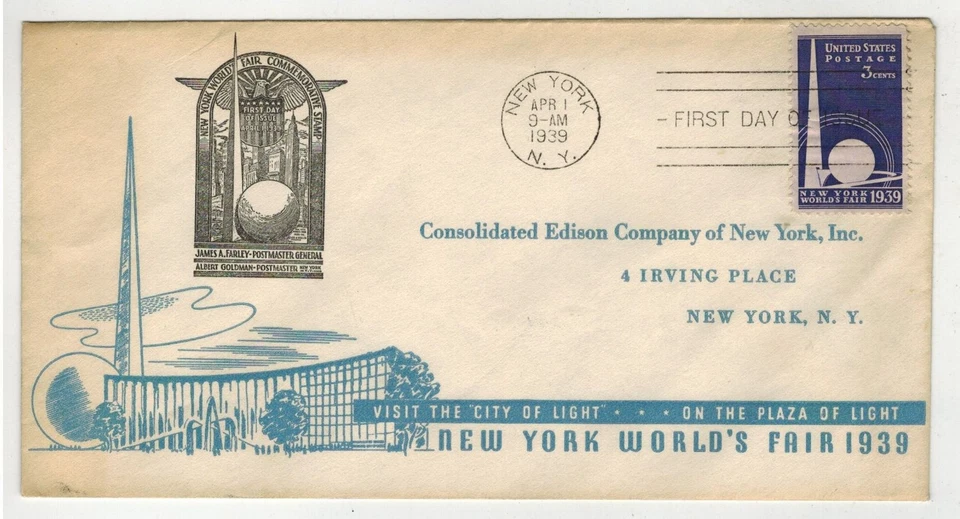 NEW YORK WORLD'S FAIR COMMEMORATIVE STAMP
FIRST DAY
OF ISSUE
JAMES A. FARLEY • POSTMASTER GENERAL
ALBERT GOLDMAN • POSTMASTER NEW YORK
NEW YORK
APR 1
9-AM
1939
N. Y.
- FIRST DAY OF
UNITED STATES
POSTAGE
3 CENTS
NEW YORK
WORLD'S FAIR 1939
Consolidated Edison Company of New York, Inc.
4 IRVING PLACE
NEW YORK, N. Y.
VISIT THE "CITY OF LIGHT" * * * ON THE PLAZA OF LIGHT
NEW YORK WORLD'S FAIR 1939